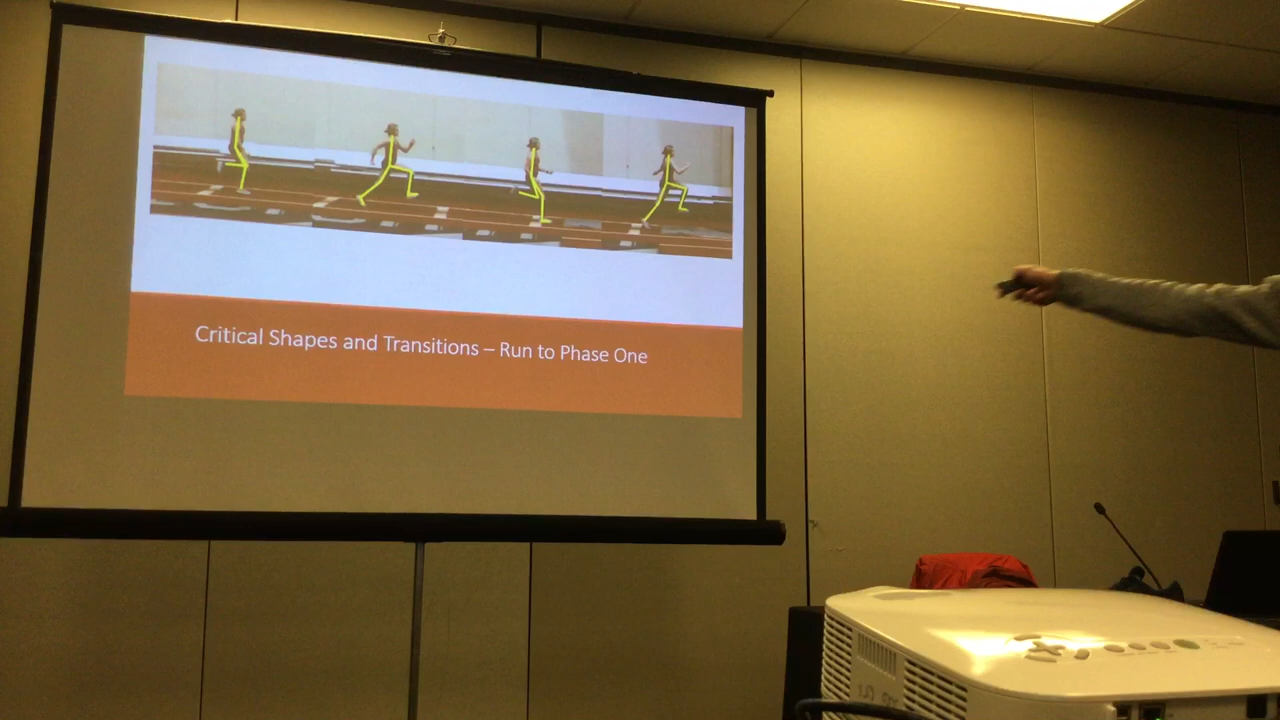 Critical Shapes and Transitions – Run to Phase One